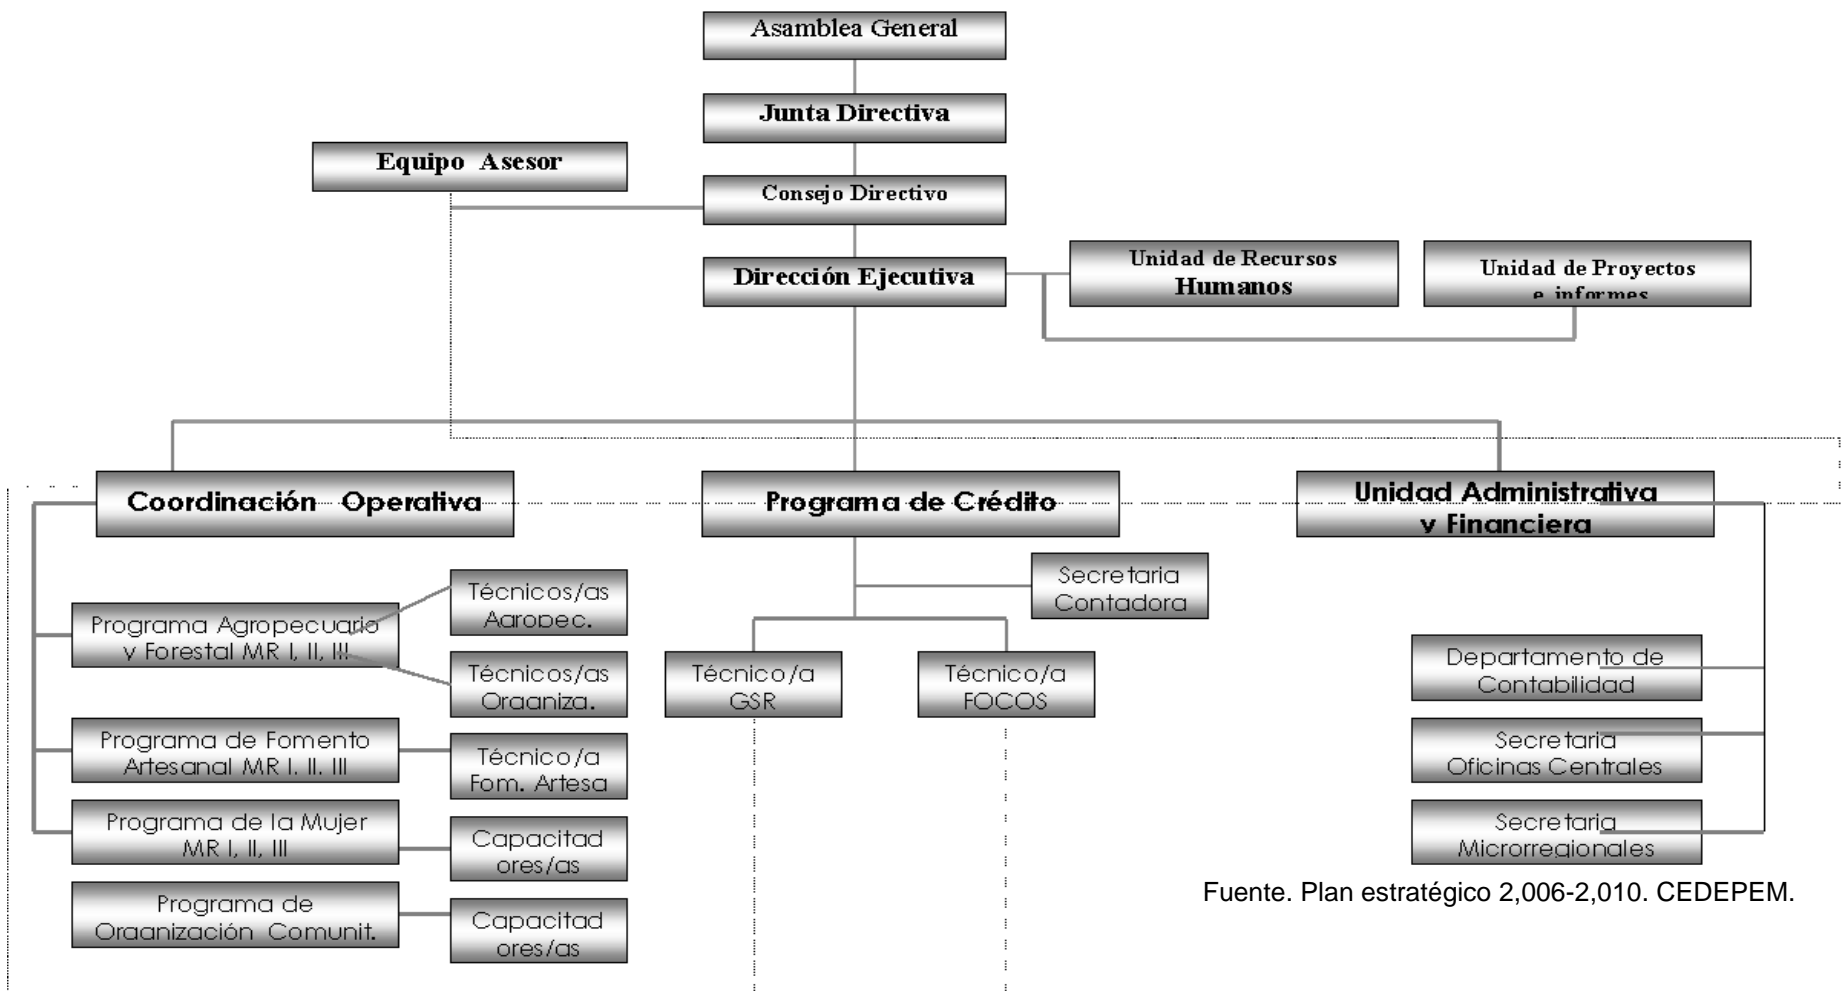 Asamblea General
Junta Directiva
Equipo Asesor
Consejo Directivo
Dirección Ejecutiva
Unidad de Recursos
Humanos
Unidad de Proyectos
e informes
Coordinación Operativa
Programa de Crédito
Unidad Administrativa
y Financiera
Programa Agropecuario
y Forestal MR I, II, III
Técnicos/as
Agropec.
Técnicos/as
Organiza.
Programa de Fomento
Artesanal MR I. II. III
Técnico/a
Fom. Artesa
Programa de la Mujer
MR I, II, III
Capacitad
ores/as
Programa de
Organización Comunit.
Capacitad
ores/as
Secretaria
Contadora
Técnico/a
GSR
Técnico/a
FOCOS
Departamento de
Contabilidad
Secretaria
Oficinas Centrales
Secretaria
Microrregionales
Fuente. Plan estratégico 2,006-2,010. CEDEPEM.